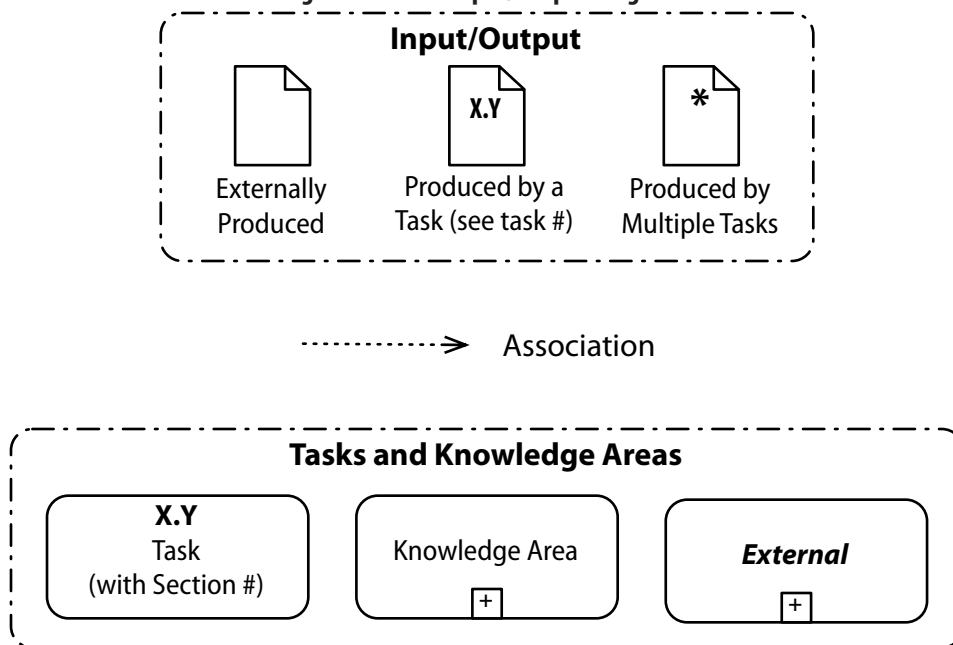 Input/Output
X.Y
*
Externally
Produced
Produced by a
Task (see task #)
Produced by
Multiple Tasks
Association
Tasks and Knowledge Areas
X.Y
Task
(with Section #)
Knowledge Area
+
External
+